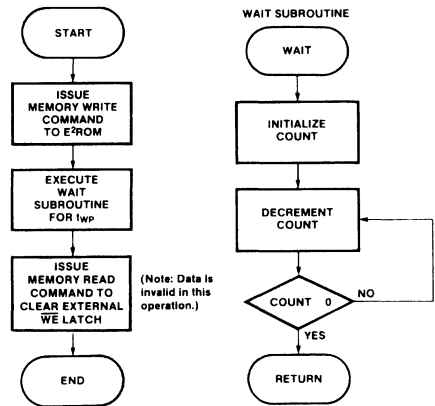 START
ISSUE
MEMORY WRITE
COMMAND
TO E²ROM
EXECUTE
WAIT
SUBROUTINE
FOR tWP
ISSUE
MEMORY READ
COMMAND TO
CLEAR EXTERNAL
W̅E̅ LATCH
(Note: Data is
invalid in this
operation.)
END
WAIT SUBROUTINE
WAIT
INITIALIZE
COUNT
DECREMENT
COUNT
COUNT 0
NO
YES
RETURN